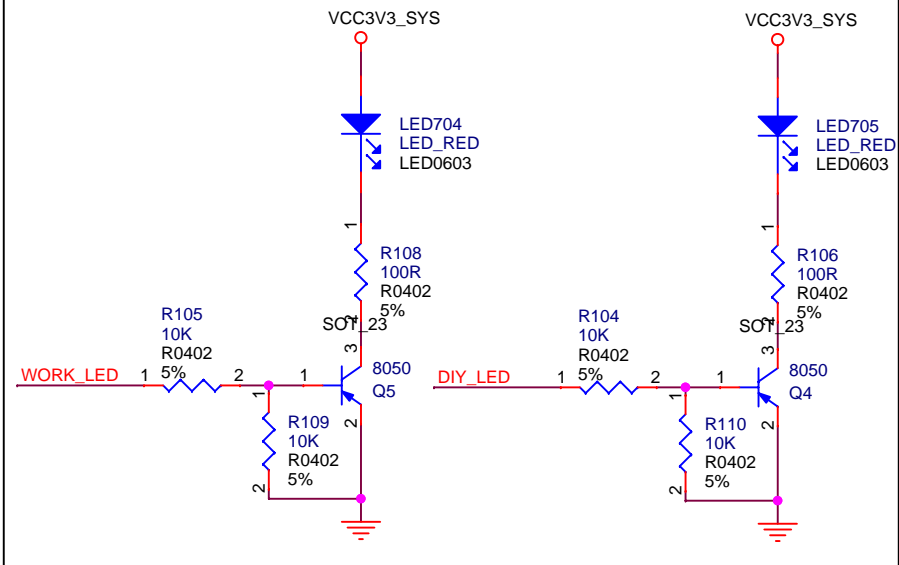 VCC3V3_SYS
LED704
LED_RED
LED0603
1
R108
100R
R0402
5%
2
SOT_23
R105
10K
R0402
5%
WORK_LED
1
2
1
3
8050
Q5
2
1
R109
10K
R0402
5%
2
VCC3V3_SYS
LED705
LED_RED
LED0603
1
R106
100R
R0402
5%
2
SOT_23
R104
10K
R0402
5%
DIY_LED
1
2
1
3
8050
Q4
2
1
R110
10K
R0402
5%
2